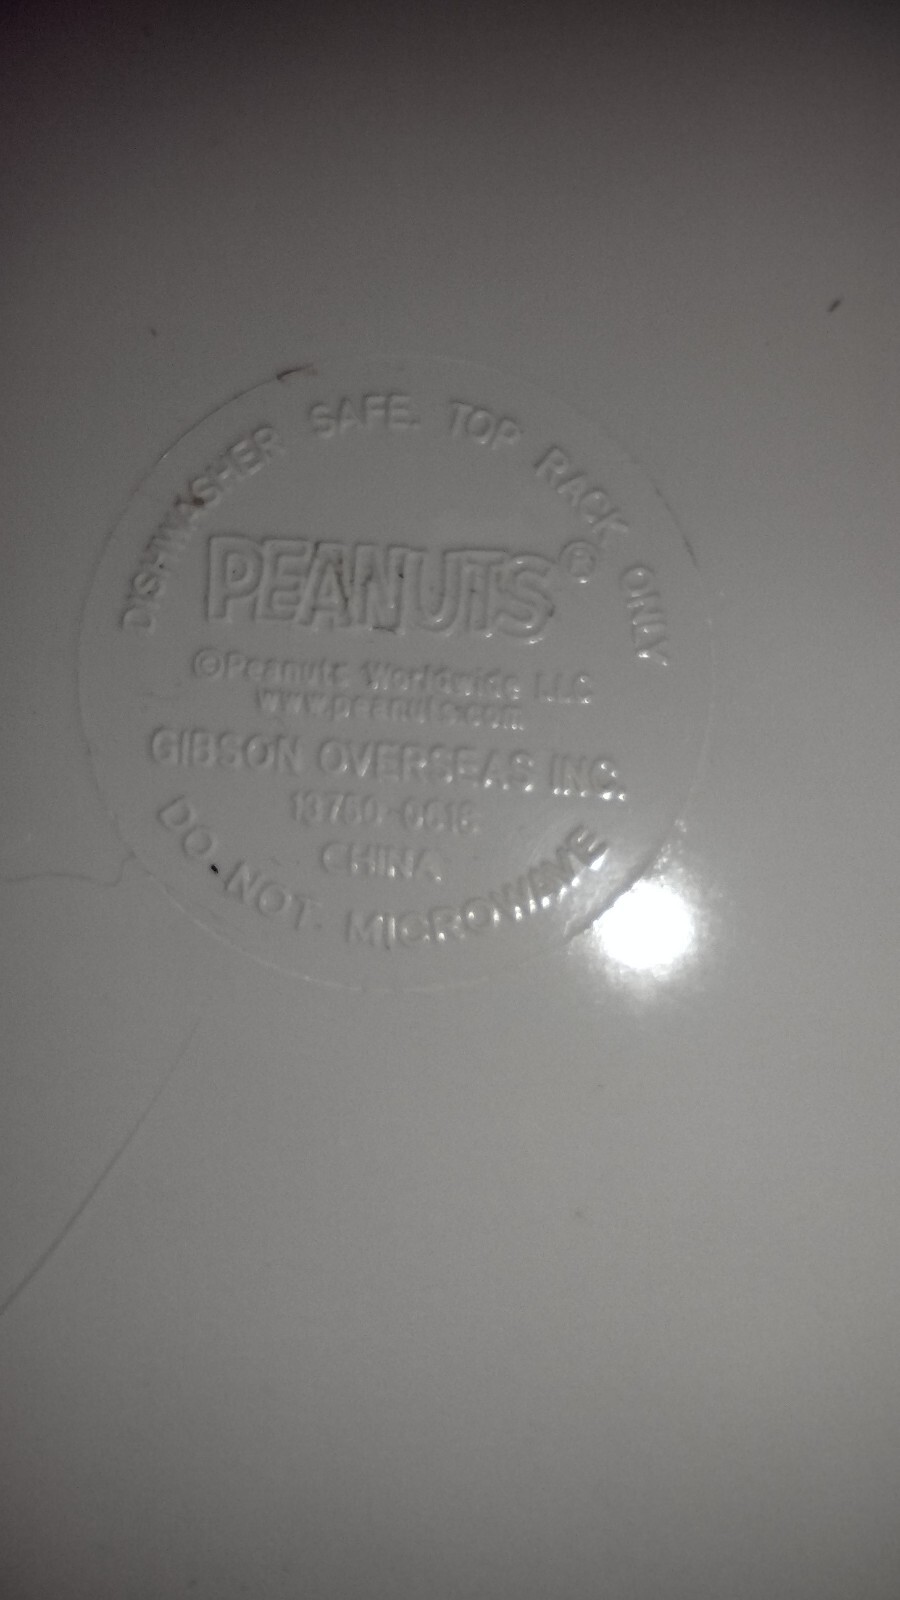 DISHWASHER SAFE. TOP RACK ONLY
PEANUTS®
©Peanuts Worldwide LLC
www.peanuts.com
GIBSON OVERSEAS INC.
CHINA
DO NOT MICROWAVE